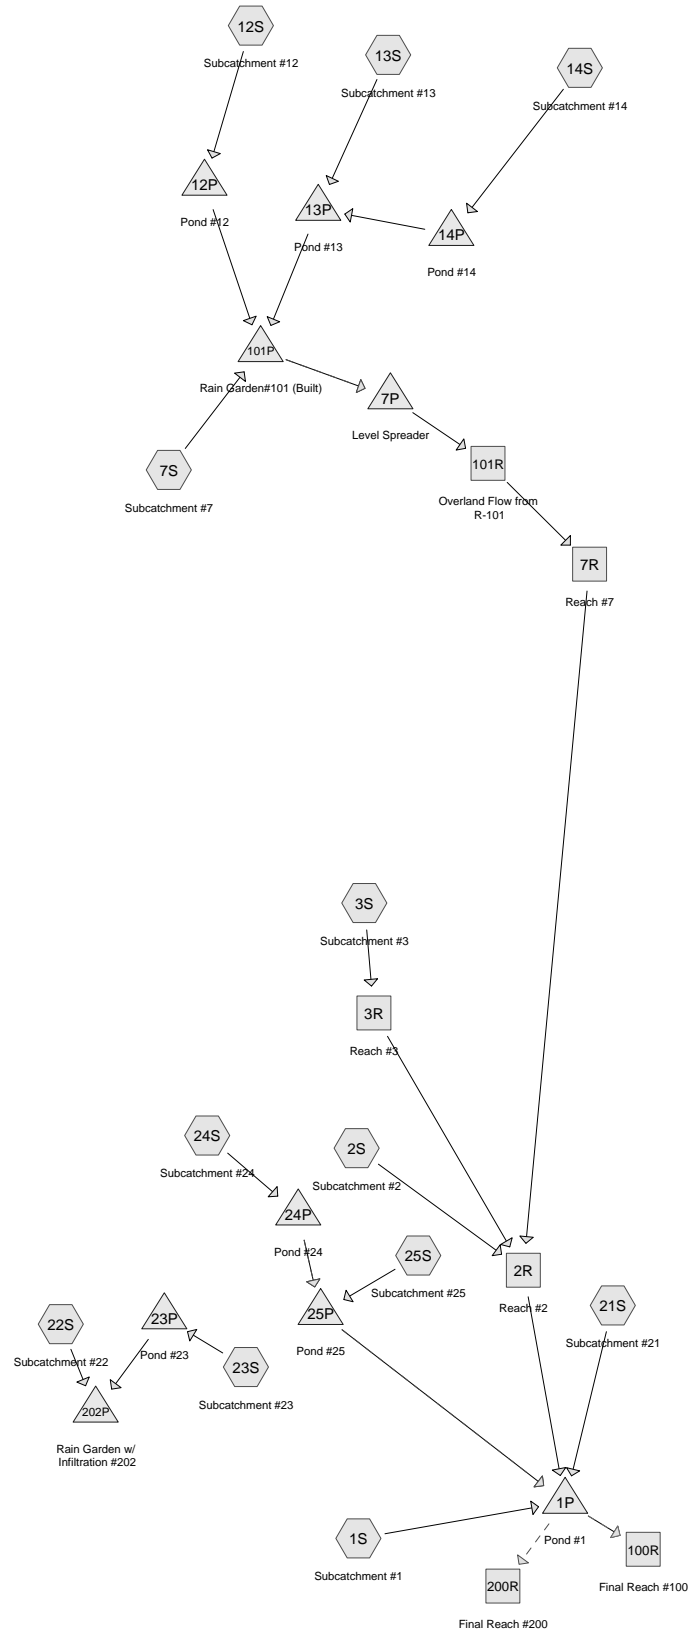 12S
Subcatchment #12
13S
Subcatchment #13
14S
Subcatchment #14
12P
Pond #12
13P
Pond #13
14P
Pond #14
101P
Rain Garden#101 (Built)
7P
Level Spreader
7S
Subcatchment #7
101R
Overland Flow from
R-101
7R
Reach #7
3S
Subcatchment #3
3R
Reach #3
24S
Subcatchment #24
2S
Subcatchment #2
24P
Pond #24
25S
Subcatchment #25
2R
Reach #2
25P
Pond #25
21S
Subcatchment #21
22S
Subcatchment #22
23P
Pond #23
23S
Subcatchment #23
202P
Rain Garden w/
Infiltration #202
1P
Pond #1
1S
Subcatchment #1
100R
Final Reach #100
200R
Final Reach #200